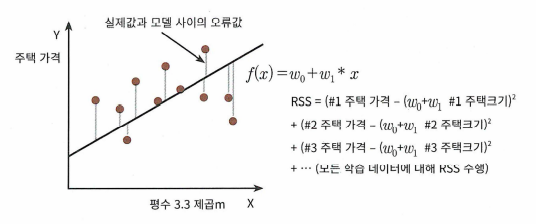 실제값과 모델 사이의 오류값
Y
주택 가격
f(x)=w₀+w₁* x
RSS = (#1 주택 가격 – (w₀+w₁ #1 주택크기)²
+ (#2 주택 가격 – (w₀+w₁ #2 주택크기)²
+ (#3 주택 가격 – (w₀+w₁ #3 주택크기)²
+ ··· (모든 학습 데이터에 대해 RSS 수행)
평수 3.3 제곱m X